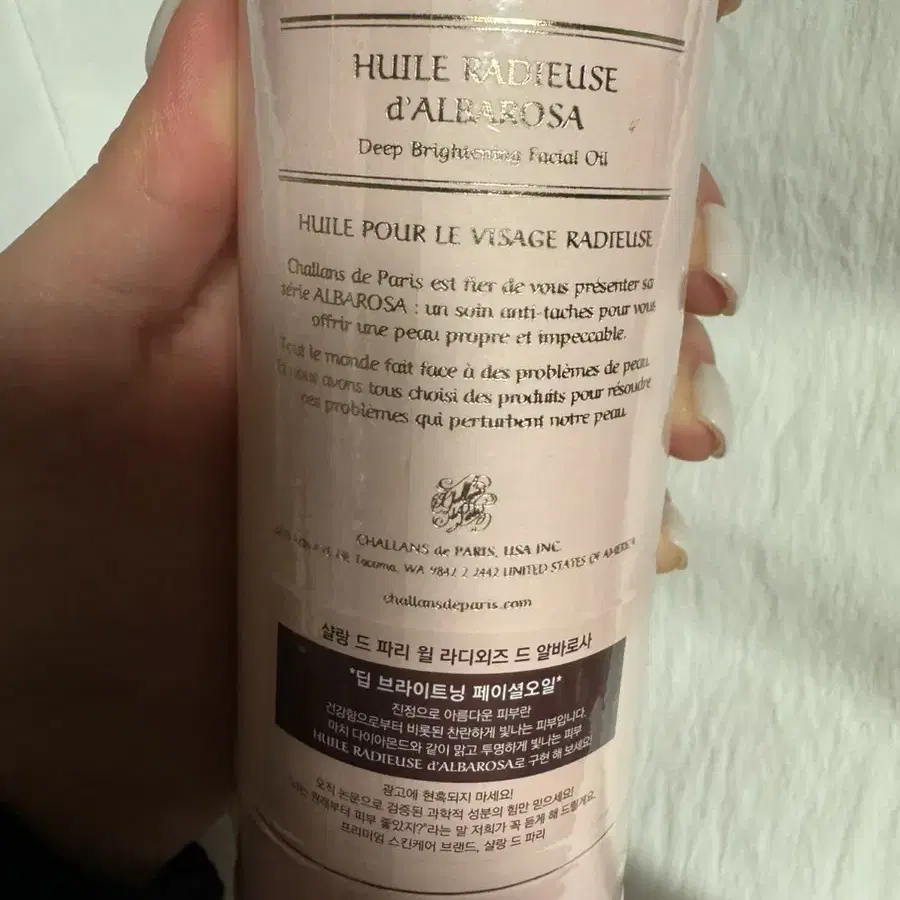 HUILE RADIEUSE
d'ALBAROSA
Deep Brightening Facial Oil
HUILE POUR LE VISAGE RADIEUSE
Challans de Paris est fier de vous présenter sa
série ALBAROSA : un soin anti-taches pour vous
offrir une peau propre et impeccable.
Tout le monde fait face à des problèmes de peau.
Et nous avons tous choisi des produits pour résoudre
ces problèmes qui perturbent notre peau.
CHALLANS de PARIS, USA INC.
Tacoma, WA 98422 2442 UNITED STATES OF AMERICA
challansdeparis.com
샬랑 드 파리 윌 라디외즈 드 알바로사
*딥 브라이트닝 페이셜오일*
진정으로 아름다운 피부란
건강함으로부터 비롯된 찬란하게 빛나는 피부입니다.
마치 다이아몬드와 같이 맑고 투명하게 빛나는 피부
HUILE RADIEUSE d'ALBAROSA로 구현 해 보세요!
광고에 현혹되지 마세요!
오직 논문으로 검증된 과학적 성분의 힘만 믿으세요!
원래부터 피부 좋았지?"라는 말 저희가 꼭 듣게 해 드릴게요.
프리미엄 스킨케어 브랜드, 샬랑 드 파리